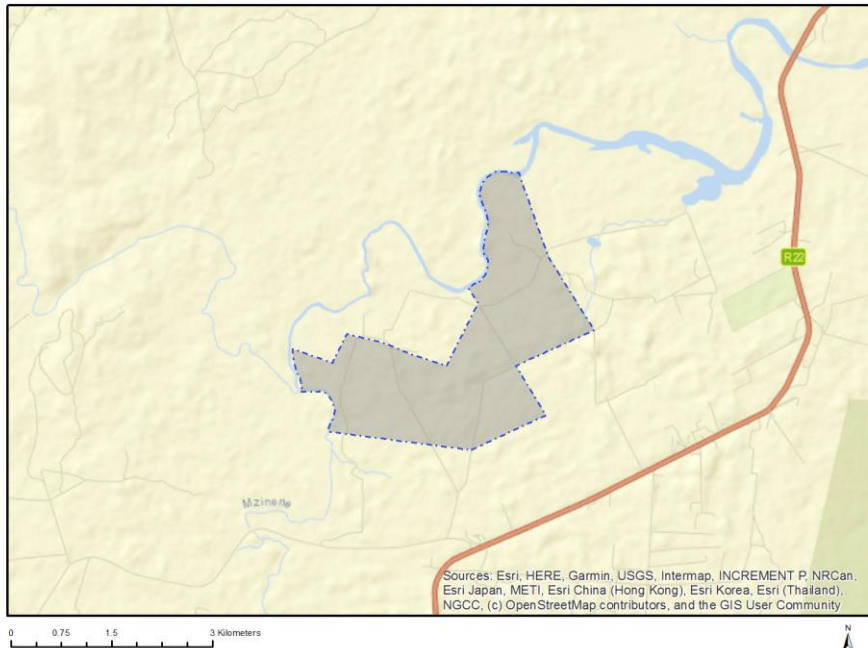 R22
Mzinene
Sources: Esri, HERE, Garmin, USGS, Intermap, INCREMENT P, NRCan,
Esri Japan, METI, Esri China (Hong Kong), Esri Korea, Esri (Thailand),
NGCC, (c) OpenStreetMap contributors, and the GIS User Community
0 0.75 1.5 3 Kilometers
N